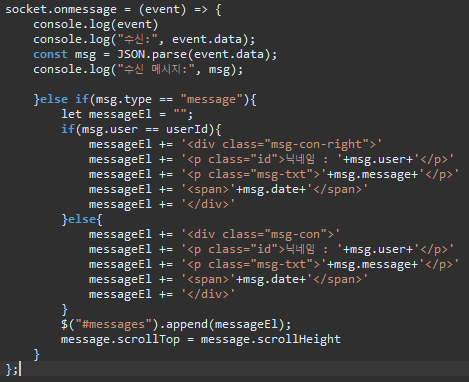 socket.onmessage = (event) => {
    console.log(event)
    console.log("수신:", event.data);
    const msg = JSON.parse(event.data);
    console.log("수신 메시지:", msg);

    }else if(msg.type == "message"){
        let messageEl = "";
        if(msg.user == userId){
            messageEl += '<div class="msg-con-right">'
            messageEl += '<p class="id">닉네임 : '+msg.user+'</p>'
            messageEl += '<p class="msg-txt">'+msg.message+'</p>'
            messageEl += '<span>'+msg.date+'</span>'
            messageEl += '</div>'
        }else{
            messageEl += '<div class="msg-con">'
            messageEl += '<p class="id">닉네임 : '+msg.user+'</p>'
            messageEl += '<p class="msg-txt">'+msg.message+'</p>'
            messageEl += '<span>'+msg.date+'</span>'
            messageEl += '</div>'
        }
        $("#messages").append(messageEl);
        message.scrollTop = message.scrollHeight
    }
};